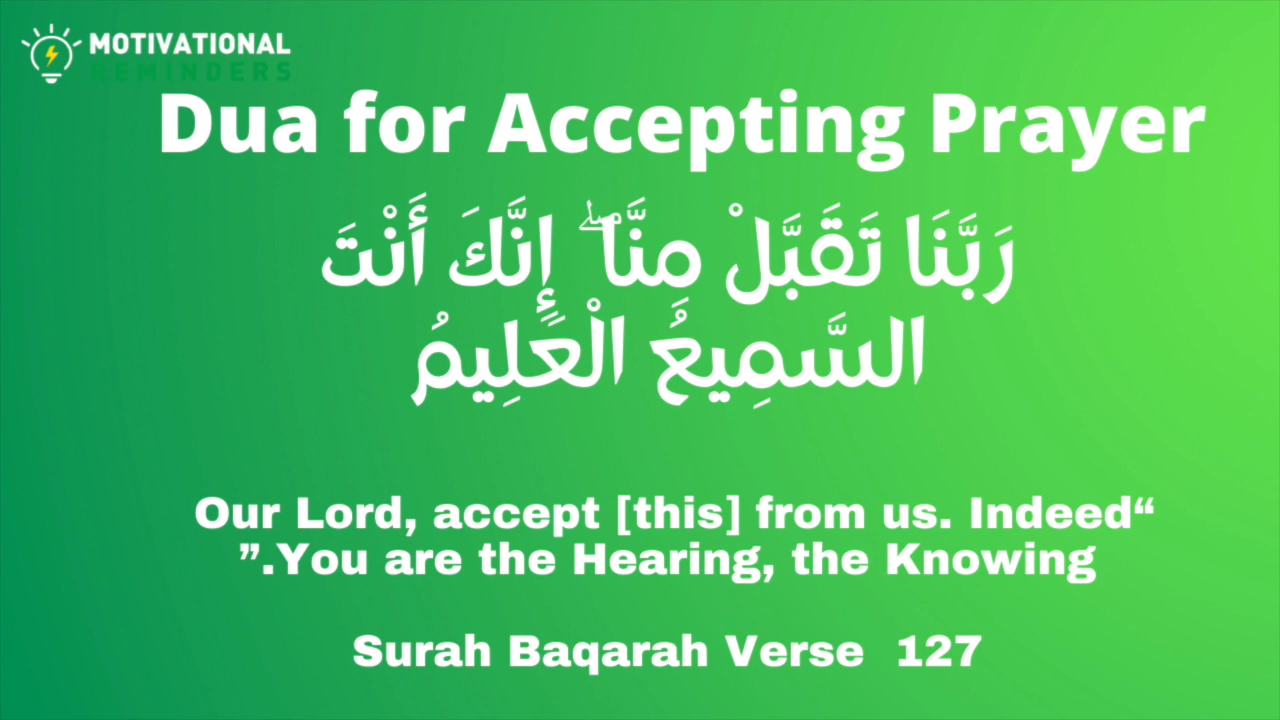 MOTIVATIONAL
REMINDERS
Dua for Accepting Prayer
رَبَّنَا تَقَبَّلْ مِنَّا ۖ إِنَّكَ أَنْتَ
السَّمِيعُ الْعَلِيمُ
Our Lord, accept [this] from us. Indeed“
”.You are the Hearing, the Knowing
Surah Baqarah Verse 127